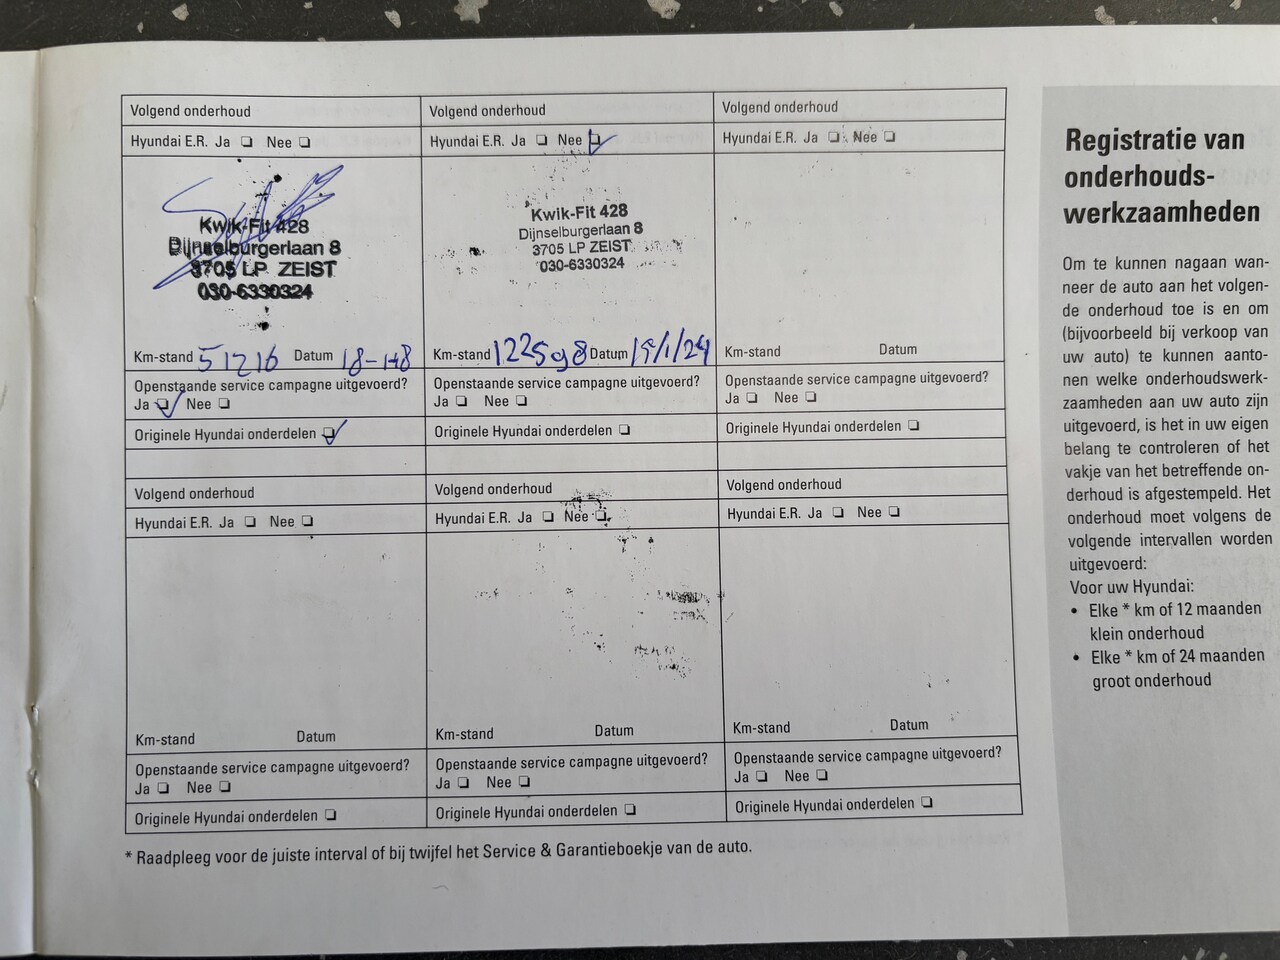 Volgend onderhoud
Hyundai E.R. Ja ❏ Nee ❏
Kwik-Fit 428
Dijnselburgerlaan 8
3705 LP ZEIST
030-6330324
Km-stand 51216 Datum
Openstaande service campagne uitgevoerd?
Ja ❏ Nee ❏
Originele Hyundai onderdelen ❏
Volgend onderhoud
Hyundai E.R. Ja ❏ Nee ❏
Kwik-Fit 428
Dijnselburgerlaan 8
3705 LP ZEIST
030-6330324
Km-stand 122598 Datum
Openstaande service campagne uitgevoerd?
Ja ❏ Nee ❏
Originele Hyundai onderdelen ❏
Volgend onderhoud
Hyundai E.R. Ja ❏ Nee ❏
Km-stand Datum
Openstaande service campagne uitgevoerd?
Ja ❏ Nee ❏
Originele Hyundai onderdelen ❏
Volgend onderhoud
Hyundai E.R. Ja ❏ Nee ❏
Km-stand Datum
Openstaande service campagne uitgevoerd?
Ja ❏ Nee ❏
Originele Hyundai onderdelen ❏
Volgend onderhoud
Hyundai E.R. Ja ❏ Nee ❏
Km-stand Datum
Openstaande service campagne uitgevoerd?
Ja ❏ Nee ❏
Originele Hyundai onderdelen ❏
Volgend onderhoud
Hyundai E.R. Ja ❏ Nee ❏
Km-stand Datum
Openstaande service campagne uitgevoerd?
Ja ❏ Nee ❏
Originele Hyundai onderdelen ❏
* Raadpleeg voor de juiste interval of bij twijfel het Service & Garantieboekje van de auto.
Registratie van
onderhouds-
werkzaamheden
Om te kunnen nagaan wan-
neer de auto aan het volgen-
de onderhoud toe is en om
(bijvoorbeeld bij verkoop van
uw auto) te kunnen aanto-
nen welke onderhoudswerk-
zaamheden aan uw auto zijn
uitgevoerd, is het in uw eigen
belang te controleren of het
vakje van het betreffende on-
derhoud is afgestempeld. Het
onderhoud moet volgens de
volgende intervallen worden
uitgevoerd:
Voor uw Hyundai:
• Elke * km of 12 maanden
klein onderhoud
• Elke * km of 24 maanden
groot onderhoud